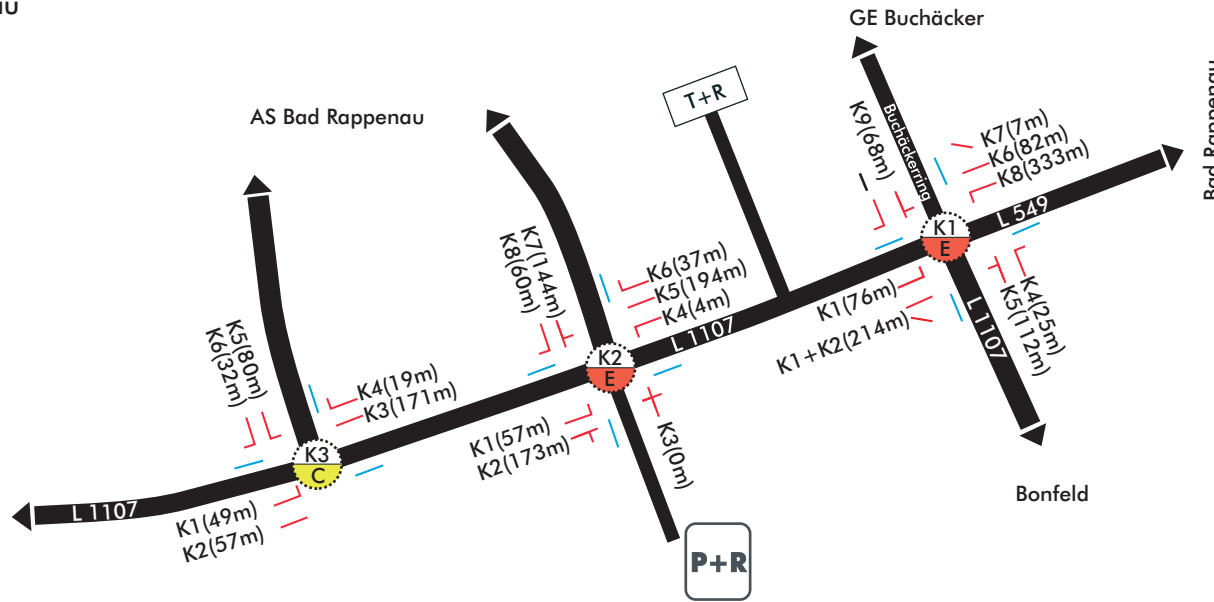 GE Buchäcker
AS Bad Rappenau
T+R
Bad Rappenau
Buchäckerring
K9(68m)
K7(7m)
K6(82m)
K8(333m)
L 549
K1
E
K7(144m)
K8(60m)
K6(37m)
K5(194m)
K4(4m)
L 1107
K1(76m)
K1+K2(214m)
K4(25m)
K5(112m)
L 1107
K2
E
K5(80m)
K6(32m)
K4(19m)
K3(171m)
K1(57m)
K2(173m)
K3(0m)
K3
C
L 1107
K1(49m)
K2(57m)
Bonfeld
P+R